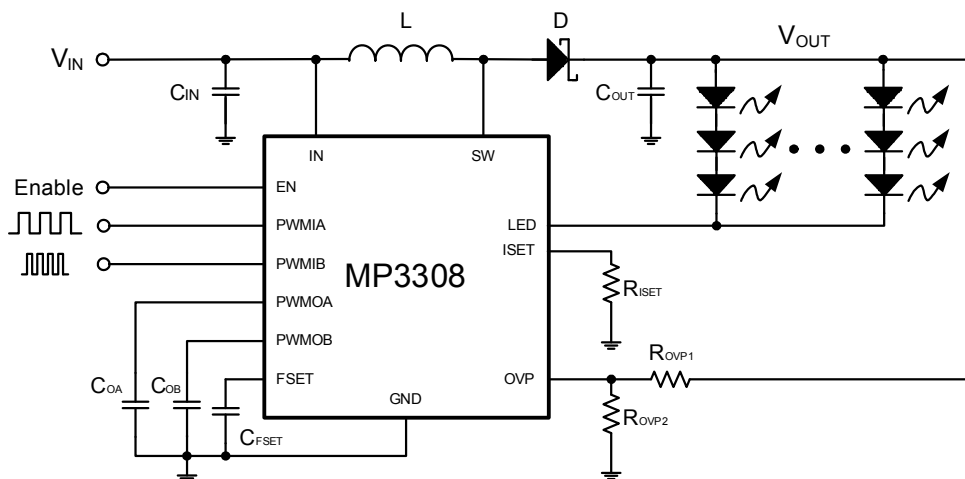 L
D
VIN
VOUT
CIN
COUT
IN
SW
Enable
EN
PWMIA
LED
ISET
PWMIB
MP3308
RISET
PWMOA
PWMOB
ROVP1
COA
COB
FSET
OVP
GND
ROVP2
CFSET